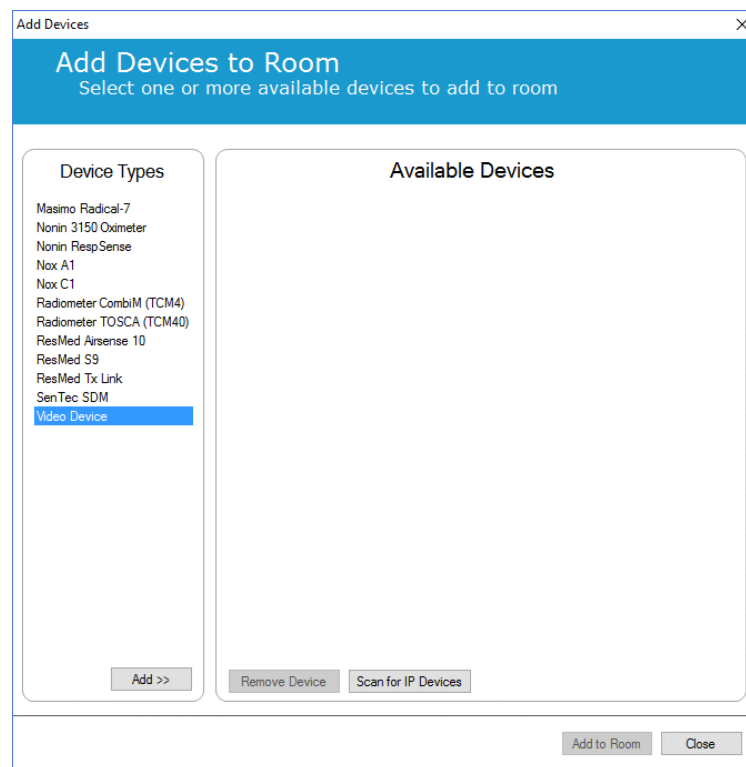 Add Devices
Add Devices to Room
Select one or more available devices to add to room
Device Types
Masimo Radical-7
Nonin 3150 Oximeter
Nonin RespSense
Nox A1
Nox C1
Radiometer CombiM (TCM4)
Radiometer TOSCA (TCM40)
ResMed Airsense 10
ResMed S9
ResMed Tx Link
SenTec SDM
Video Device
Add >>
Available Devices
Remove Device
Scan for IP Devices
Add to Room
Close